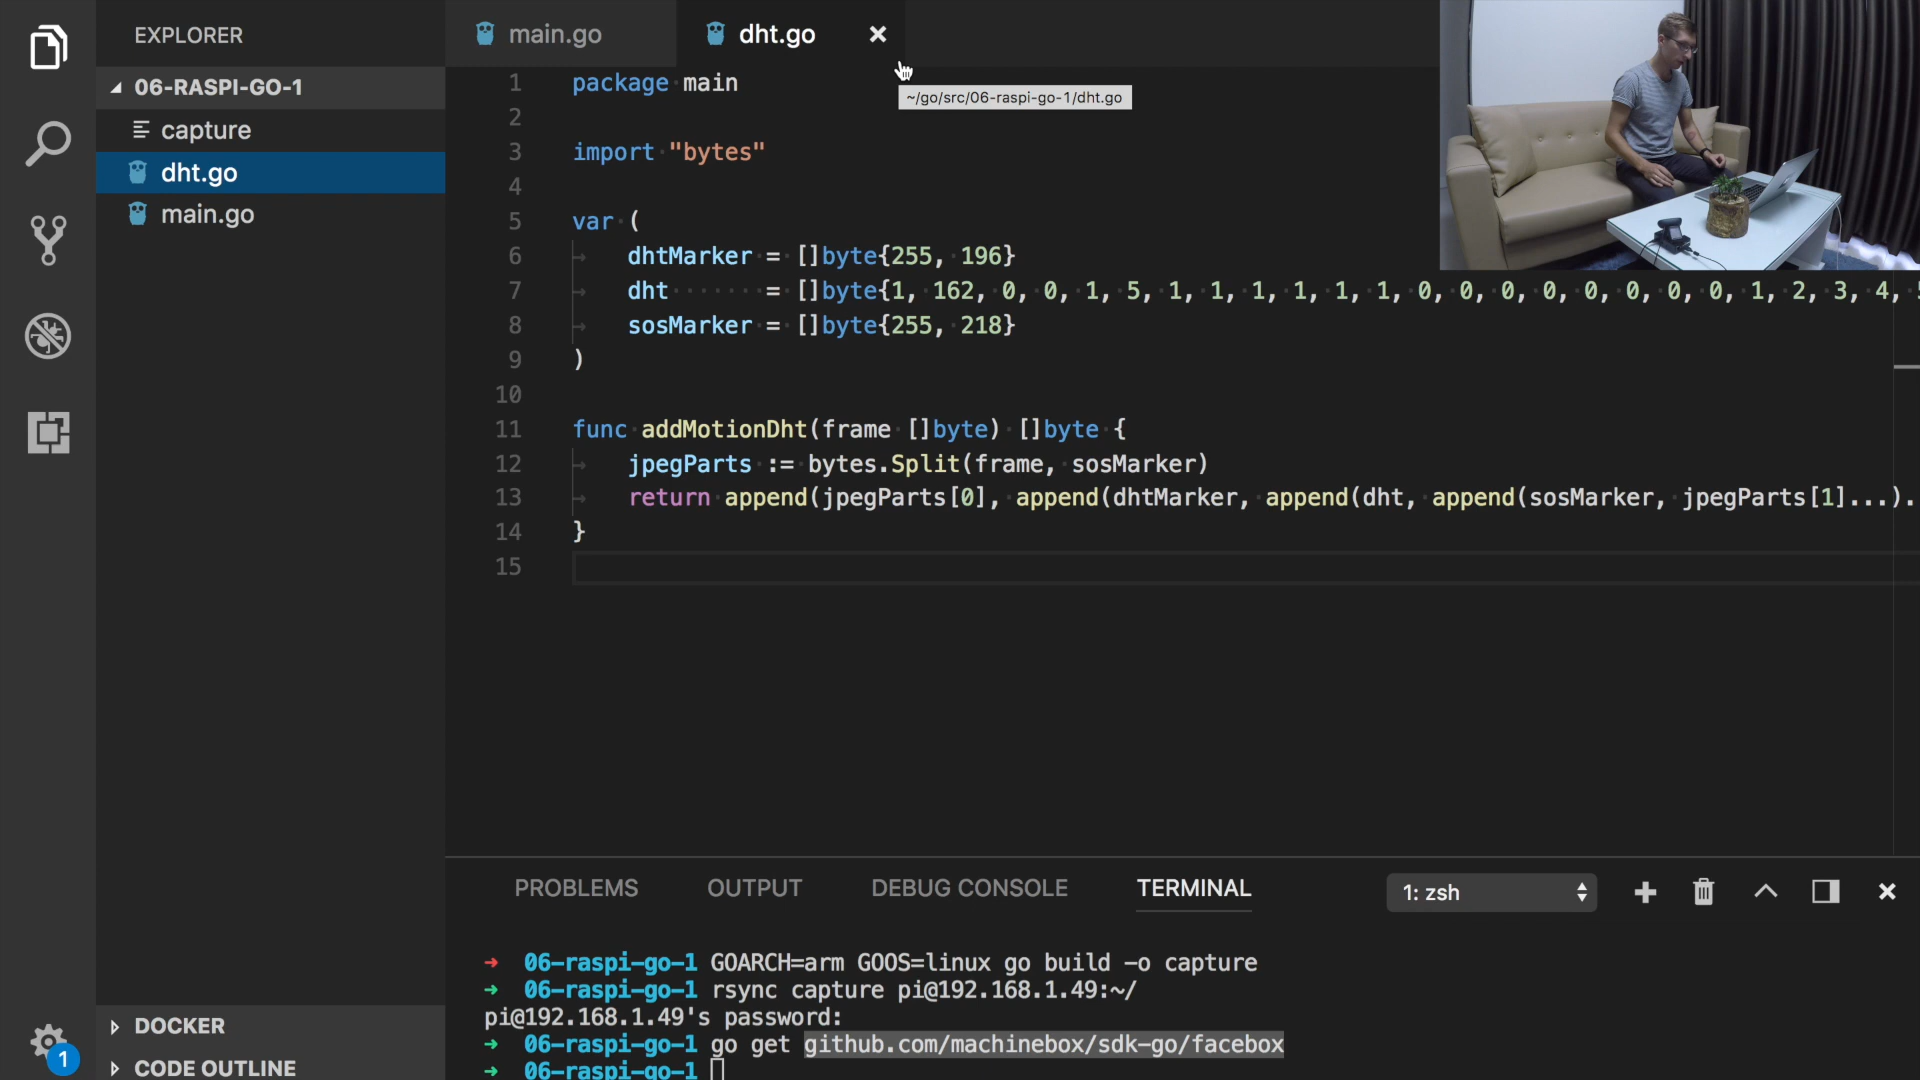 EXPLORER
06-RASPI-GO-1
capture
dht.go
main.go
DOCKER
CODE OUTLINE
1
main.go
dht.go
~/go/src/06-raspi-go-1/dht.go
1 package main
2
3 import "bytes"
4
5 var (
6 dhtMarker = []byte{255, 196}
7 dht = []byte{1, 162, 0, 0, 1, 5, 1, 1, 1, 1, 1, 1, 0, 0, 0, 0, 0, 0, 0, 0, 1, 2, 3, 4,
8 sosMarker = []byte{255, 218}
9 )
10
11 func addMotionDht(frame []byte) []byte {
12 jpegParts := bytes.Split(frame, sosMarker)
13 return append(jpegParts[0], append(dhtMarker, append(dht, append(sosMarker, jpegParts[1]...).
14 }
15
PROBLEMS OUTPUT DEBUG CONSOLE TERMINAL 1: zsh
➜ 06-raspi-go-1 GOARCH=arm GOOS=linux go build -o capture
➜ 06-raspi-go-1 rsync capture pi@192.168.1.49:~/
pi@192.168.1.49's password:
➜ 06-raspi-go-1 go get github.com/machinebox/sdk-go/facebox
➜ 06-raspi-go-1